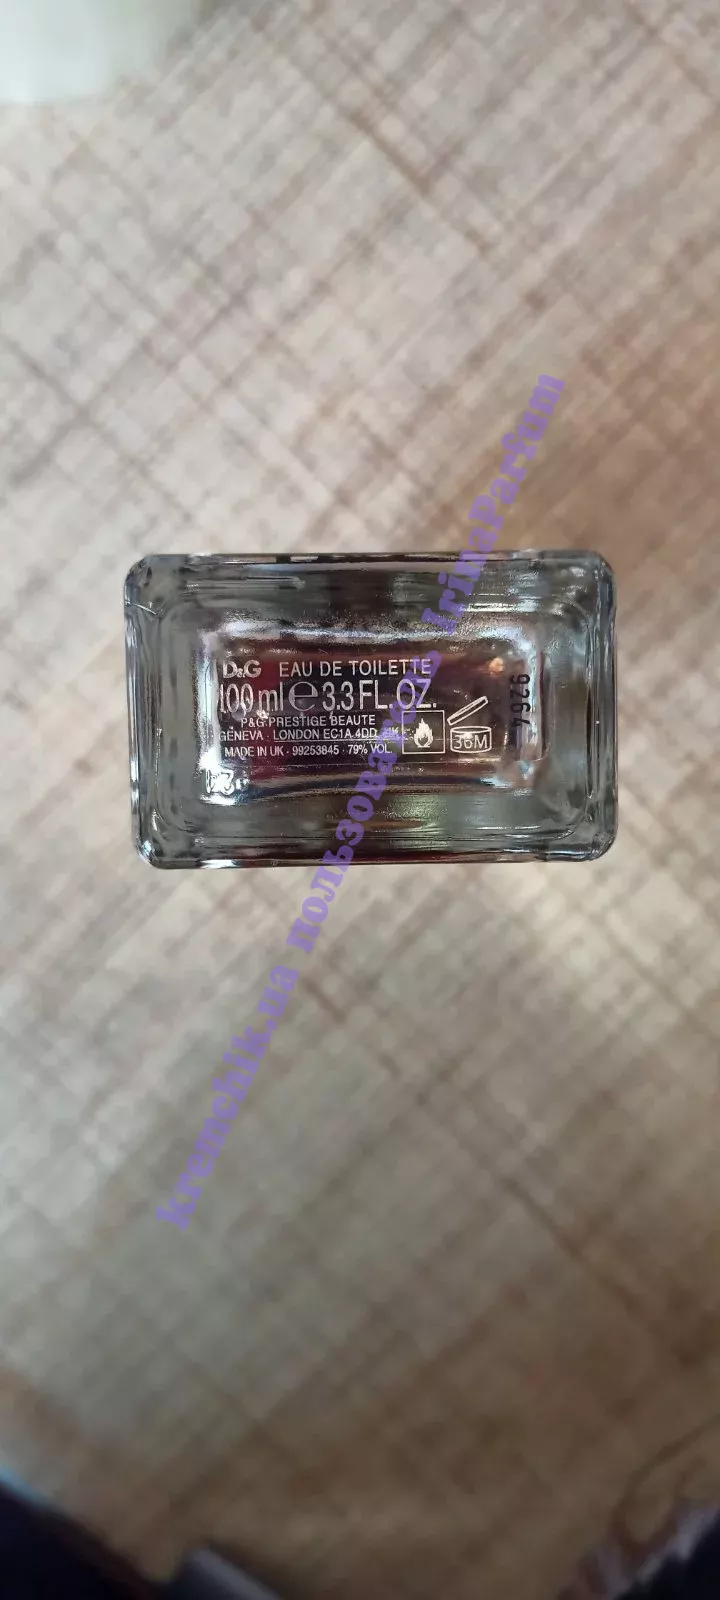 D&G EAU DE TOILETTE
100 ml e 3.3 FL. OZ.
P&G PRESTIGE BEAUTE
GENEVA · LONDON EC1A 4DD
MADE IN UK · 99253845 · 79% VOL
36M
9264
kremchik.ua пользователь IrinaParfum